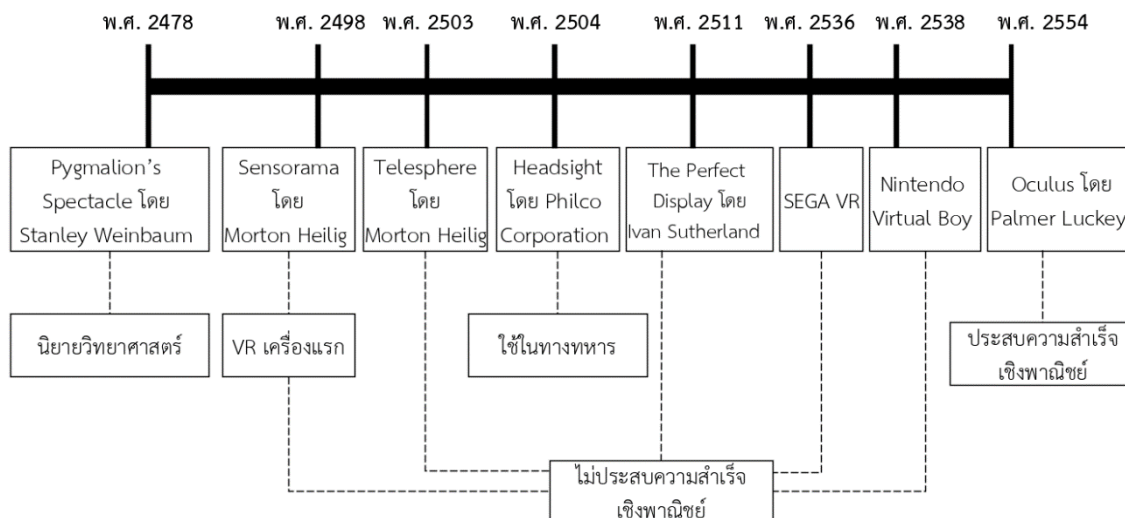 พ.ศ. 2478
พ.ศ. 2498
พ.ศ. 2503
พ.ศ. 2504
พ.ศ. 2511
พ.ศ. 2536
พ.ศ. 2538
พ.ศ. 2554
Pygmalion's
Spectacle โดย
Stanley Weinbaum
Sensorama
โดย
Morton Heilig
Telesphere
โดย
Morton Heilig
Headsight
โดย Philco
Corporation
The Perfect
Display โดย
Ivan Sutherland
SEGA VR
Nintendo
Virtual Boy
Oculus โดย
Palmer Luckey
นิยายวิทยาศาสตร์
VR เครื่องแรก
ใช้ในทางทหาร
ประสบความสำเร็จ
เชิงพาณิชย์
ไม่ประสบความสำเร็จ
เชิงพาณิชย์